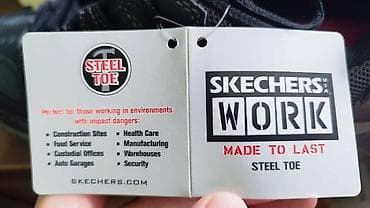 STEEL
TOE
Perfect for those working in environments
with impact dangers:
• Construction Sites
• Food Service
• Custodial Offices
• Auto Garages
• Health Care
• Manufacturing
• Warehouses
• Security
SKECHERS.COM
SKECHERS USA
WORK
MADE TO LAST
STEEL TOE